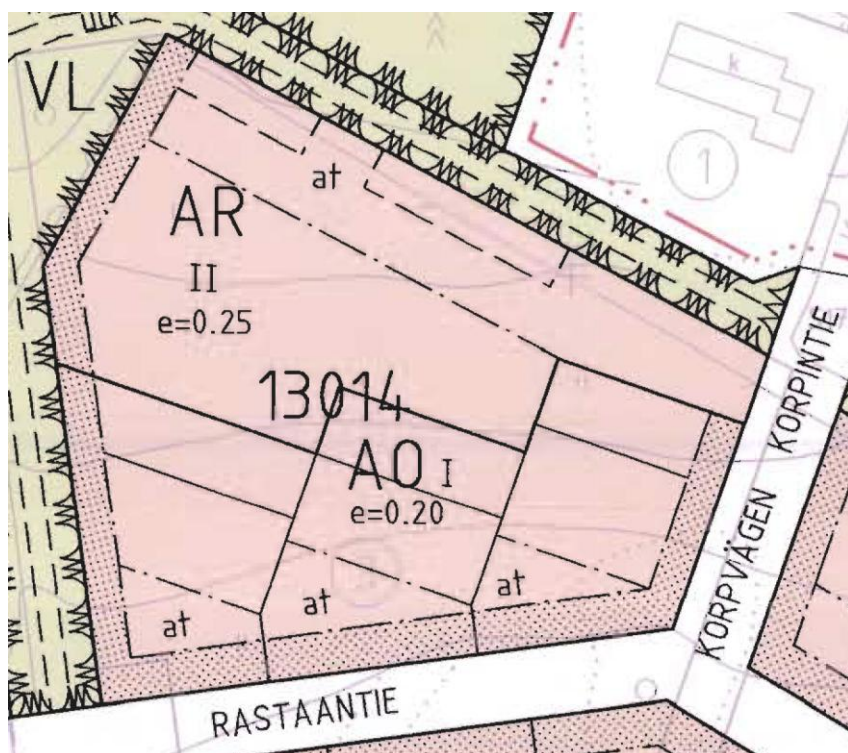 VL
k
1
at
AR
II
e=0.25
13014
AO I
e=0.20
at
at
at
KORPVÄGEN KORPINTIE
RASTAANTIE